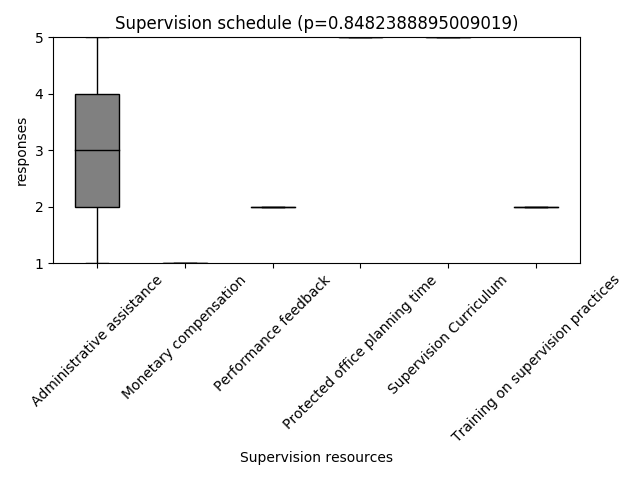 Supervision schedule (p=0.8482388895009019)
5
4
3
2
1
responses
Administrative assistance
Monetary compensation
Performance feedback
Protected office planning time
Supervision Curriculum
Training on supervision practices
Supervision resources